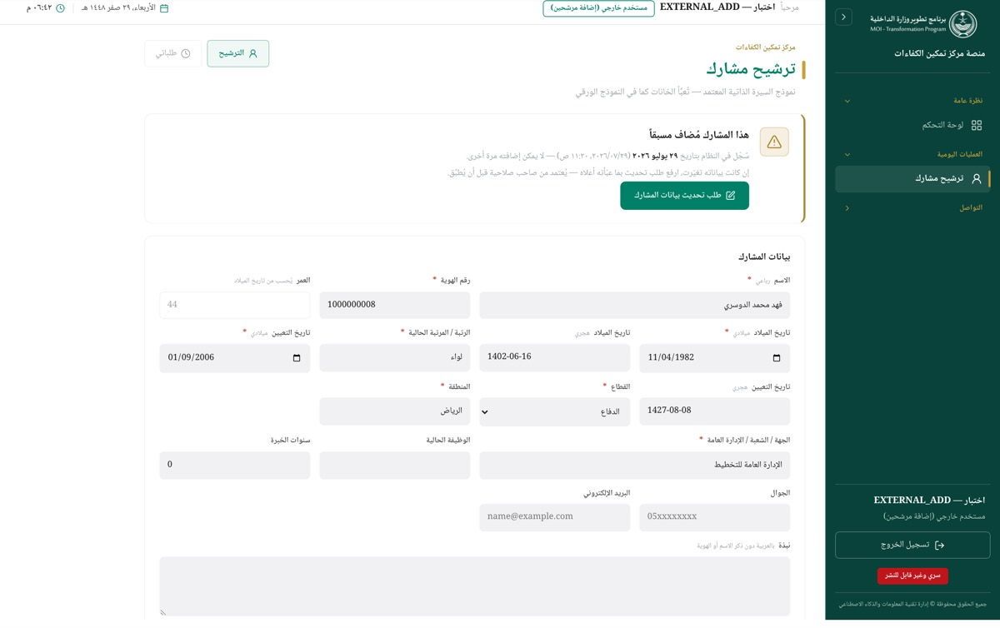 مرحباً اختبار — EXTERNAL_ADD مستخدم خارجي (إضافة مرشحين)
الأربعاء، ٢٩ صفر ١٤٤٨ هـ
٠٦:٤٢ م
برنامج تطوير وزارة الداخلية
MOI - Transformation Program
منصة مركز تمكين الكفاءات
نظرة عامة
لوحة التحكم
العمليات اليومية
ترشيح مشارك
التواصل
اختبار — EXTERNAL_ADD
مستخدم خارجي (إضافة مرشحين)
تسجيل الخروج
سري وغير قابل للنشر
جميع الحقوق محفوظة © إدارة تقنية المعلومات والذكاء الاصطناعي
مركز تمكين الكفاءات
ترشيح مشارك
نموذج السيرة الذاتية المعتمد — تُعبَّأ الخانات كما في النموذج الورقي
الترشيح
طلباتي
هذا المشارك مُضاف مسبقاً
سُجّل في النظام بتاريخ ٢٩ يوليو ٢٠٢٦ (٢٠٢٦/٠٧/٢٩، ١١:٣٠ ص) — لا يمكن إضافته مرة أخرى.
إن كانت بياناته تغيّرت، ارفع طلب تحديث بما عبّأته أعلاه — يُعتمد من صاحب صلاحية قبل أن يُطبَّق.
طلب تحديث بيانات المشارك
بيانات المشارك
الاسم رباعي *
رقم الهوية *
العمر يُحسب من تاريخ الميلاد
فهد محمد الدوسري
1000000008
44
تاريخ الميلاد ميلادي *
تاريخ الميلاد هجري
الرتبة / المرتبة الحالية *
تاريخ التعيين ميلادي *
11/04/1982
1402-06-16
لواء
01/09/2006
تاريخ التعيين هجري
القطاع *
المنطقة *
1427-08-08
الدفاع
الرياض
الجهة / الشعبة / الإدارة العامة *
الوظيفة الحالية
سنوات الخبرة
الإدارة العامة للتخطيط
0
الجوال
البريد الإلكتروني
05xxxxxxxx
name@example.com
نبذة بالعربية دون ذكر الاسم أو الهوية